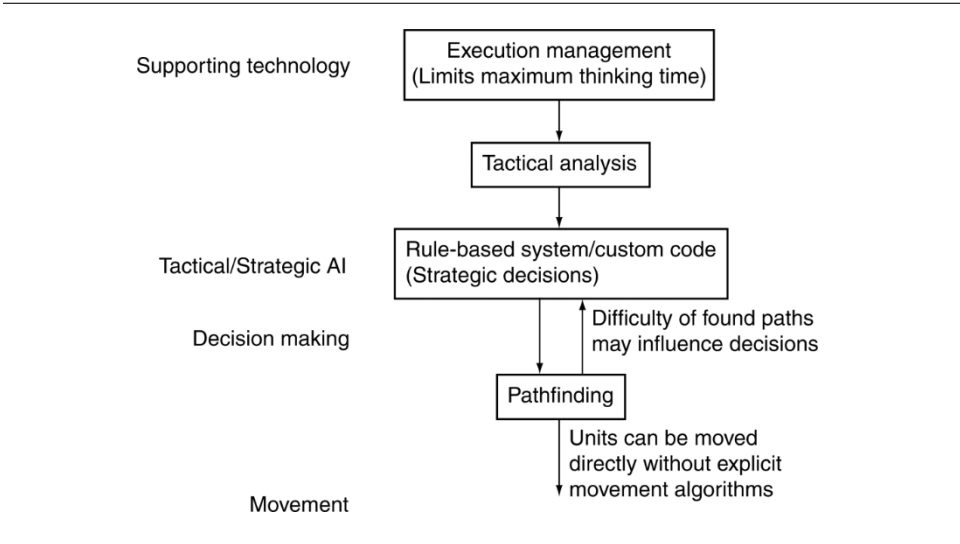 Supporting technology
Execution management
(Limits maximum thinking time)
Tactical analysis
Tactical/Strategic AI
Rule-based system/custom code
(Strategic decisions)
Decision making
Difficulty of found paths
may influence decisions
Pathfinding
Units can be moved
directly without explicit
movement algorithms
Movement